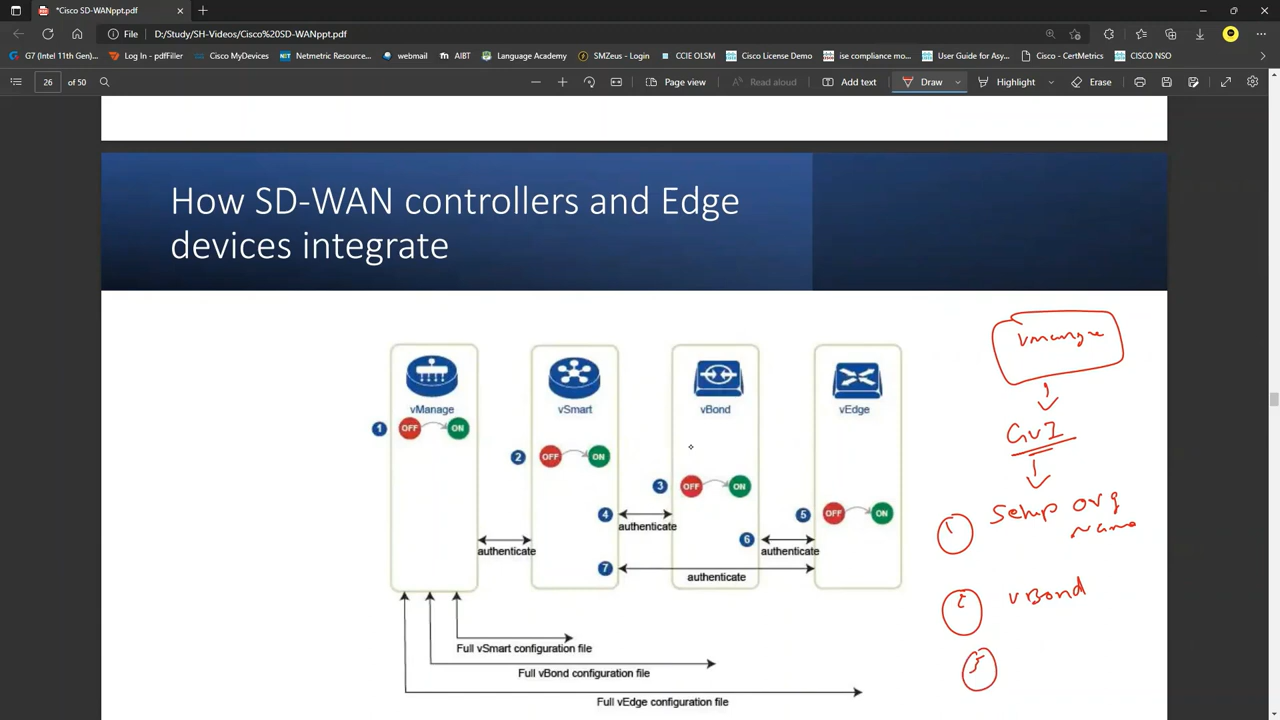 *Cisco SD-WANppt.pdf
File
D:/Study/SH-Videos/Cisco%20SD-WANppt.pdf
G7 (Intel 11th Gen)...
Log In - pdfFiller
Cisco MyDevices
NET
Netmetric Resource...
webmail
AIBT
Language Academy
SMZeus - Login
CCIE OLSM
Cisco License Demo
ise compliance mo...
User Guide for Asy...
Cisco - CertMetrics
CISCO NSO
26 of 50
Page view
Read aloud
Add text
Draw
Highlight
Erase
How SD-WAN controllers and Edge
devices integrate
vManage
vSmart
vBond
vEdge
1 OFF ON
2 OFF ON
3 OFF ON
4 authenticate
5 OFF ON
6 authenticate
authenticate
7 authenticate
Full vSmart configuration file
Full vBond configuration file
Full vEdge configuration file
vmange
GUI
1 Setup org
name
vBond